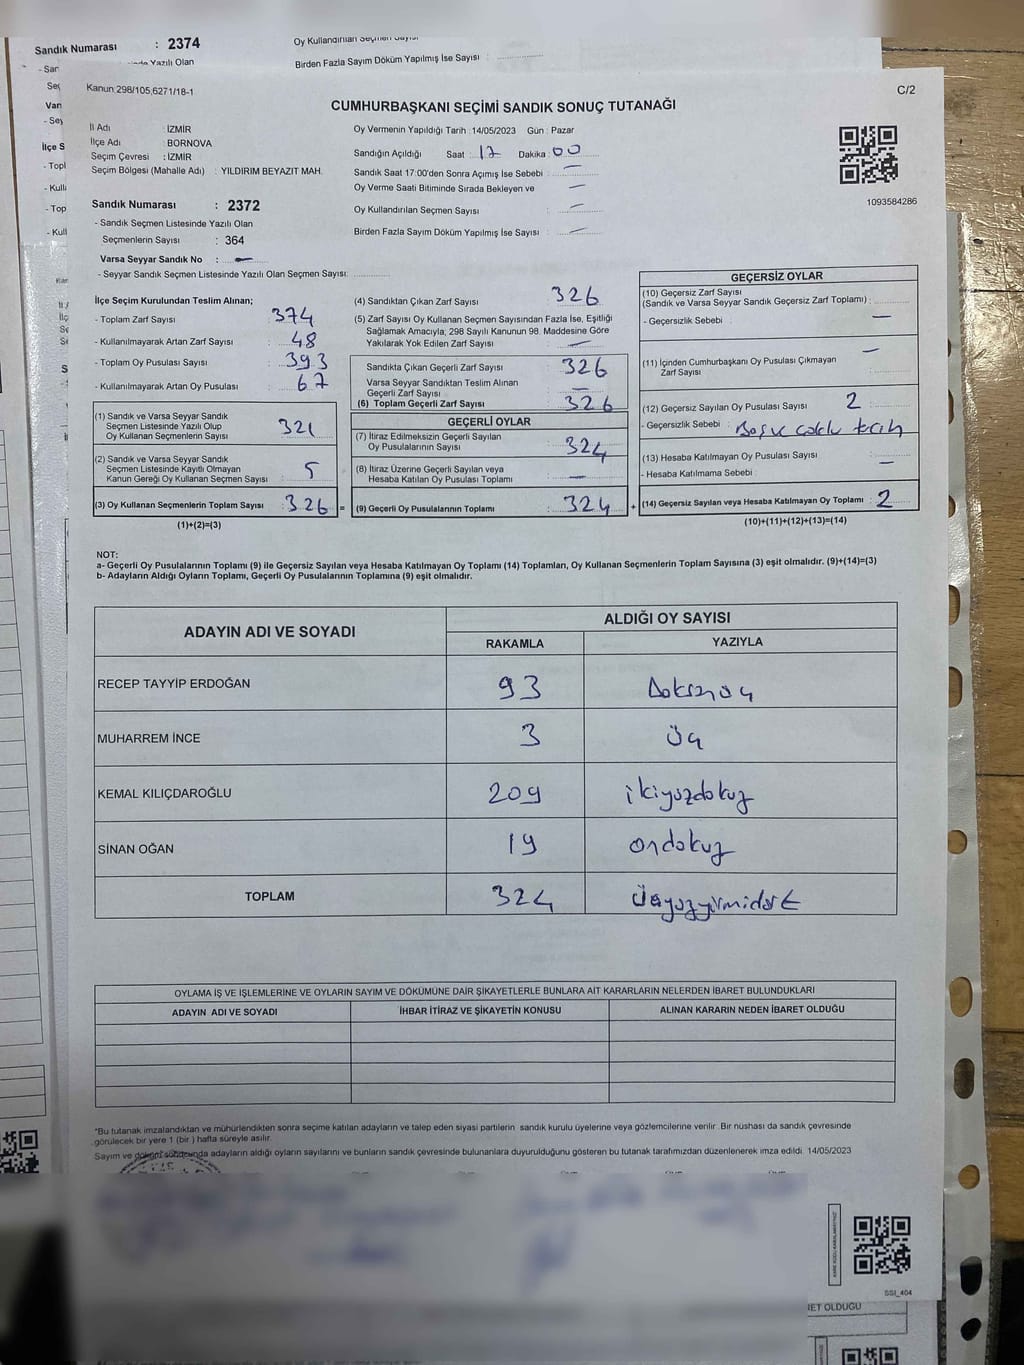 Sandık Numarası : 2374
Oy Kullandırılan Seçmen Sayısı
Yazılı Olan
Birden Fazla Sayım Döküm Yapılmış İse Sayısı :
Kanun 298/105,6271/18-1
C/2
CUMHURBAŞKANI SEÇİMİ SANDIK SONUÇ TUTANAĞI
İl Adı : İZMİR
İlçe Adı : BORNOVA
Seçim Çevresi : İZMİR
Seçim Bölgesi (Mahalle Adı) : YILDIRIM BEYAZIT MAH.
Sandık Numarası : 2372
- Sandık Seçmen Listesinde Yazılı Olan
Seçmenlerin Sayısı : 364
Varsa Seyyar Sandık No : —
- Seyyar Sandık Seçmen Listesinde Yazılı Olan Seçmen Sayısı:
Oy Vermenin Yapıldığı Tarih :14/05/2023 Gün : Pazar
Sandığın Açıldığı Saat : 17 Dakika : 00
Sandık Saat 17:00'den Sonra Açımış İse Sebebi : —
Oy Verme Saati Bitiminde Sırada Bekleyen ve —
Oy Kullandırılan Seçmen Sayısı : —
Birden Fazla Sayım Döküm Yapılmış İse Sayısı : —
1093584286
İlçe Seçim Kurulundan Teslim Alınan;
- Toplam Zarf Sayısı : 374
- Kullanılmayarak Artan Zarf Sayısı : 48
- Toplam Oy Pusulası Sayısı : 393
- Kullanılmayarak Artan Oy Pusulası : 67
(1) Sandık ve Varsa Seyyar Sandık
Seçmen Listesinde Yazılı Olup
Oy Kullanan Seçmenlerin Sayısı : 321
(2) Sandık ve Varsa Seyyar Sandık
Seçmen Listesinde Kayıtlı Olmayan
Kanun Gereği Oy Kullanan Seçmen Sayısı : 5
(3) Oy Kullanan Seçmenlerin Toplam Sayısı : 326 =
(1)+(2)=(3)
(4) Sandıktan Çıkan Zarf Sayısı : 326
(5) Zarf Sayısı Oy Kullanan Seçmen Sayısından Fazla İse, Eşitliği
Sağlamak Amacıyla; 298 Sayılı Kanunun 98. Maddesine Göre
Yakılarak Yok Edilen Zarf Sayısı : —
Sandıkta Çıkan Geçerli Zarf Sayısı : 326
Varsa Seyyar Sandıktan Teslim Alınan
Geçerli Zarf Sayısı : —
(6) Toplam Geçerli Zarf Sayısı : 326
GEÇERLİ OYLAR
(7) İtiraz Edilmeksizin Geçerli Sayılan
Oy Pusulalarının Sayısı : 324
(8) İtiraz Üzerine Geçerli Sayılan veya
Hesaba Katılan Oy Pusulası Toplamı : —
(9) Geçerli Oy Pusulalarının Toplamı : 324 +
GEÇERSİZ OYLAR
(10) Geçersiz Zarf Sayısı
(Sandık ve Varsa Seyyar Sandık Geçersiz Zarf Toplamı) :
- Geçersizlik Sebebi : —
(11) İçinden Cumhurbaşkanı Oy Pusulası Çıkmayan —
Zarf Sayısı :
(12) Geçersiz Sayılan Oy Pusulası Sayısı : 2
- Geçersizlik Sebebi :
(13) Hesaba Katılmayan Oy Pusulası Sayısı : —
- Hesaba Katılmama Sebebi :
(14) Geçersiz Sayılan veya Hesaba Katılmayan Oy Toplamı : 2
(10)+(11)+(12)+(13)=(14)
NOT:
a- Geçerli Oy Pusulalarının Toplamı (9) ile Geçersiz Sayılan veya Hesaba Katılmayan Oy Toplamı (14) Toplamları, Oy Kullanan Seçmenlerin Toplam Sayısına (3) eşit olmalıdır. (9)+(14)=(3)
b- Adayların Aldığı Oyların Toplamı, Geçerli Oy Pusulalarının Toplamına (9) eşit olmalıdır.
ADAYIN ADI VE SOYADI
ALDIĞI OY SAYISI
RAKAMLA YAZIYLA
RECEP TAYYİP ERDOĞAN 93 Doksanüç
MUHARREM İNCE 3 Üç
KEMAL KILIÇDAROĞLU 209 ikiyüzdokuz
SİNAN OĞAN 19 ondokuz
TOPLAM 324 Üçyüzyirmidört
OYLAMA İŞ VE İŞLEMLERİNE VE OYLARIN SAYIM VE DÖKÜMÜNE DAİR ŞİKAYETLERLE BUNLARA AİT KARARLARIN NELERDEN İBARET BULUNDUKLARI
ADAYIN ADI VE SOYADI İHBAR İTİRAZ VE ŞİKAYETİN KONUSU ALINAN KARARIN NEDEN İBARET OLDUĞU
"Bu tutanak imzalandıktan ve mühürlendikten sonra seçime katılan adayların ve talep eden siyasi partilerin sandık kurulu üyelerine veya gözlemcilerine verilir. Bir nüshası da sandık çevresinde
görülecek bir yere 1 (bir ) hafta süreyle asılır.
Sayım ve döküm sonucunda adayların aldığı oyların sayılarını ve bunların sandık çevresinde bulunanlara duyurulduğunu gösteren bu tutanak tarafımızdan düzenlenerek imza edildi. 14/05/2023
SSI_404
İBARET OLDUĞU